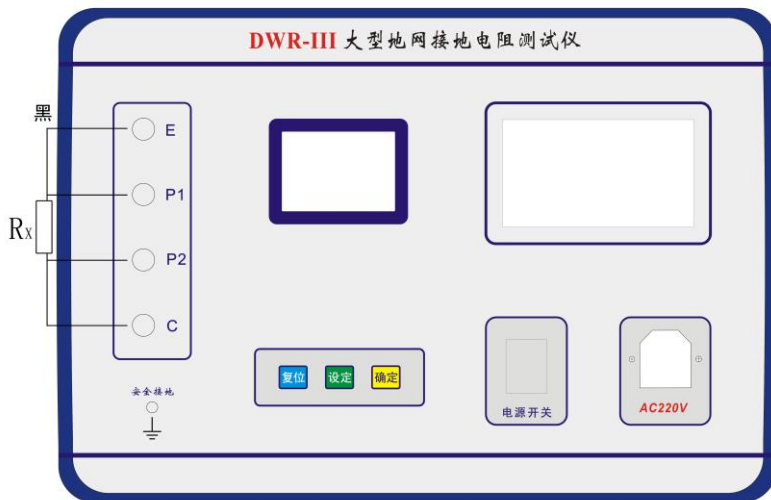 DWR-III 大型地网接地电阻测试仪
黑
E
P1
Rx
P2
C
安全接地
复位 设定 确定
电源开关
AC220V